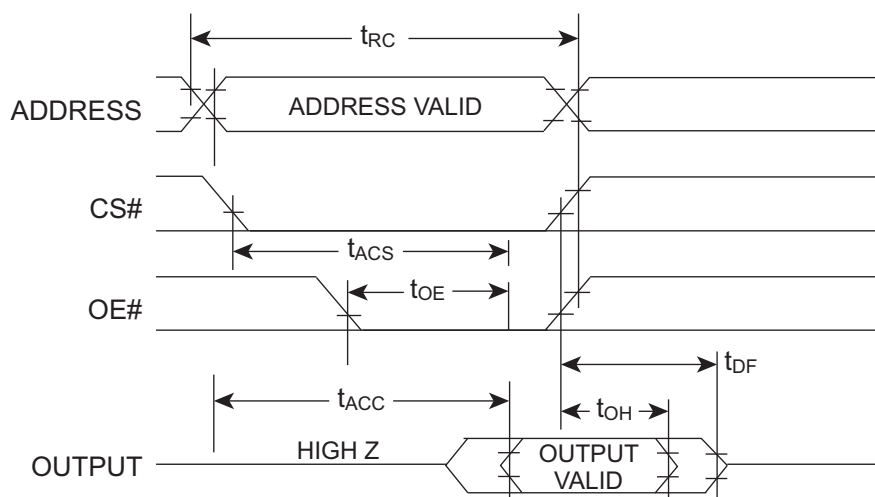 tRC
ADDRESS
ADDRESS VALID
CS#
tACS
OE#
tOE
tDF
tACC
tOH
OUTPUT
HIGH Z
OUTPUT
VALID